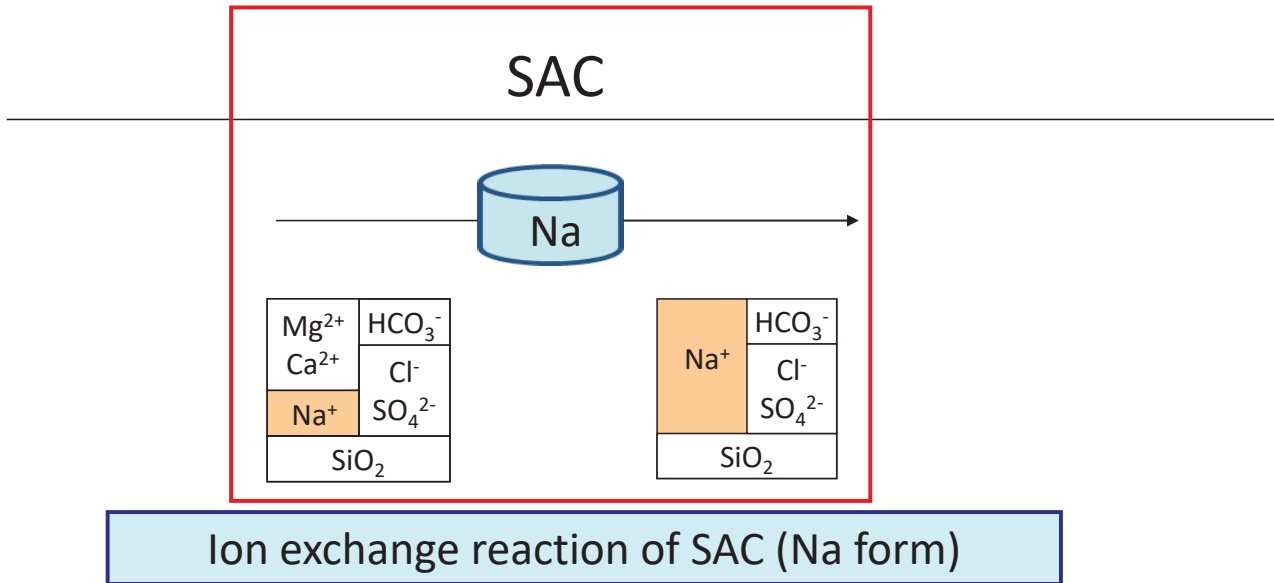 SAC
Na
Mg²⁺
Ca²⁺
Na⁺
HCO₃⁻
Cl⁻
SO₄²⁻
SiO₂
Na⁺
HCO₃⁻
Cl⁻
SO₄²⁻
SiO₂
Ion exchange reaction of SAC (Na form)